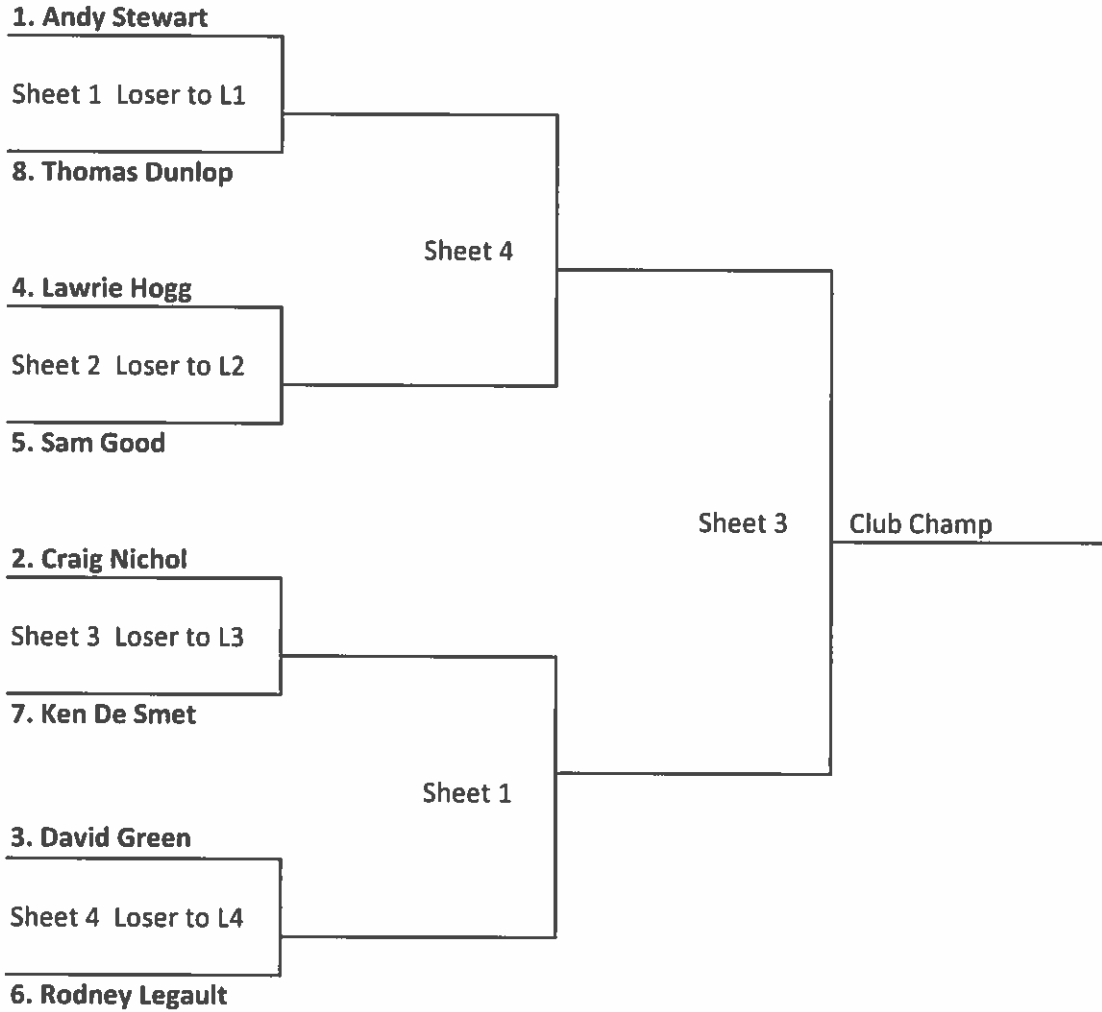 1. Andy Stewart
Sheet 1 Loser to L1
8. Thomas Dunlop
Sheet 4
4. Lawrie Hogg
Sheet 2 Loser to L2
5. Sam Good
Sheet 3
Club Champ
2. Craig Nichol
Sheet 3 Loser to L3
7. Ken De Smet
Sheet 1
3. David Green
Sheet 4 Loser to L4
6. Rodney Legault